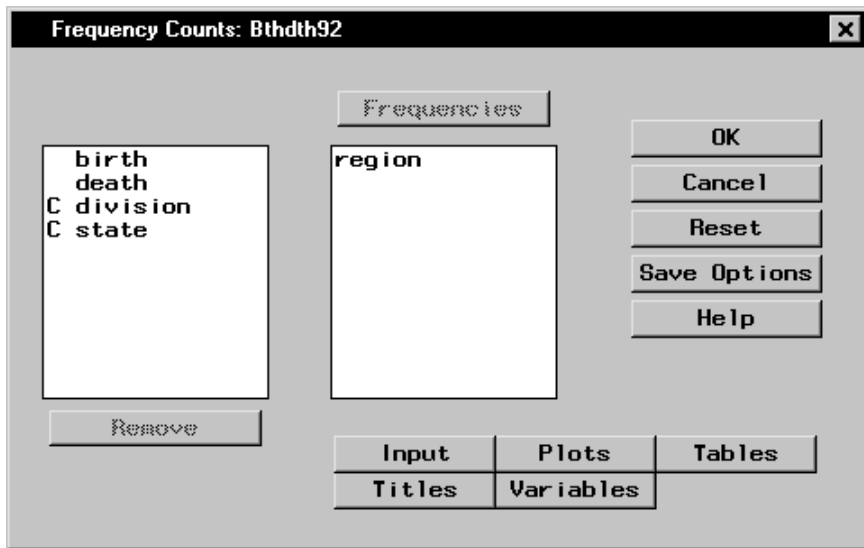 Frequency Counts: Bthdth92
Frequencies
birth
death
C division
C state
region
OK
Cancel
Reset
Save Options
Help
Remove
Input
Plots
Tables
Titles
Variables